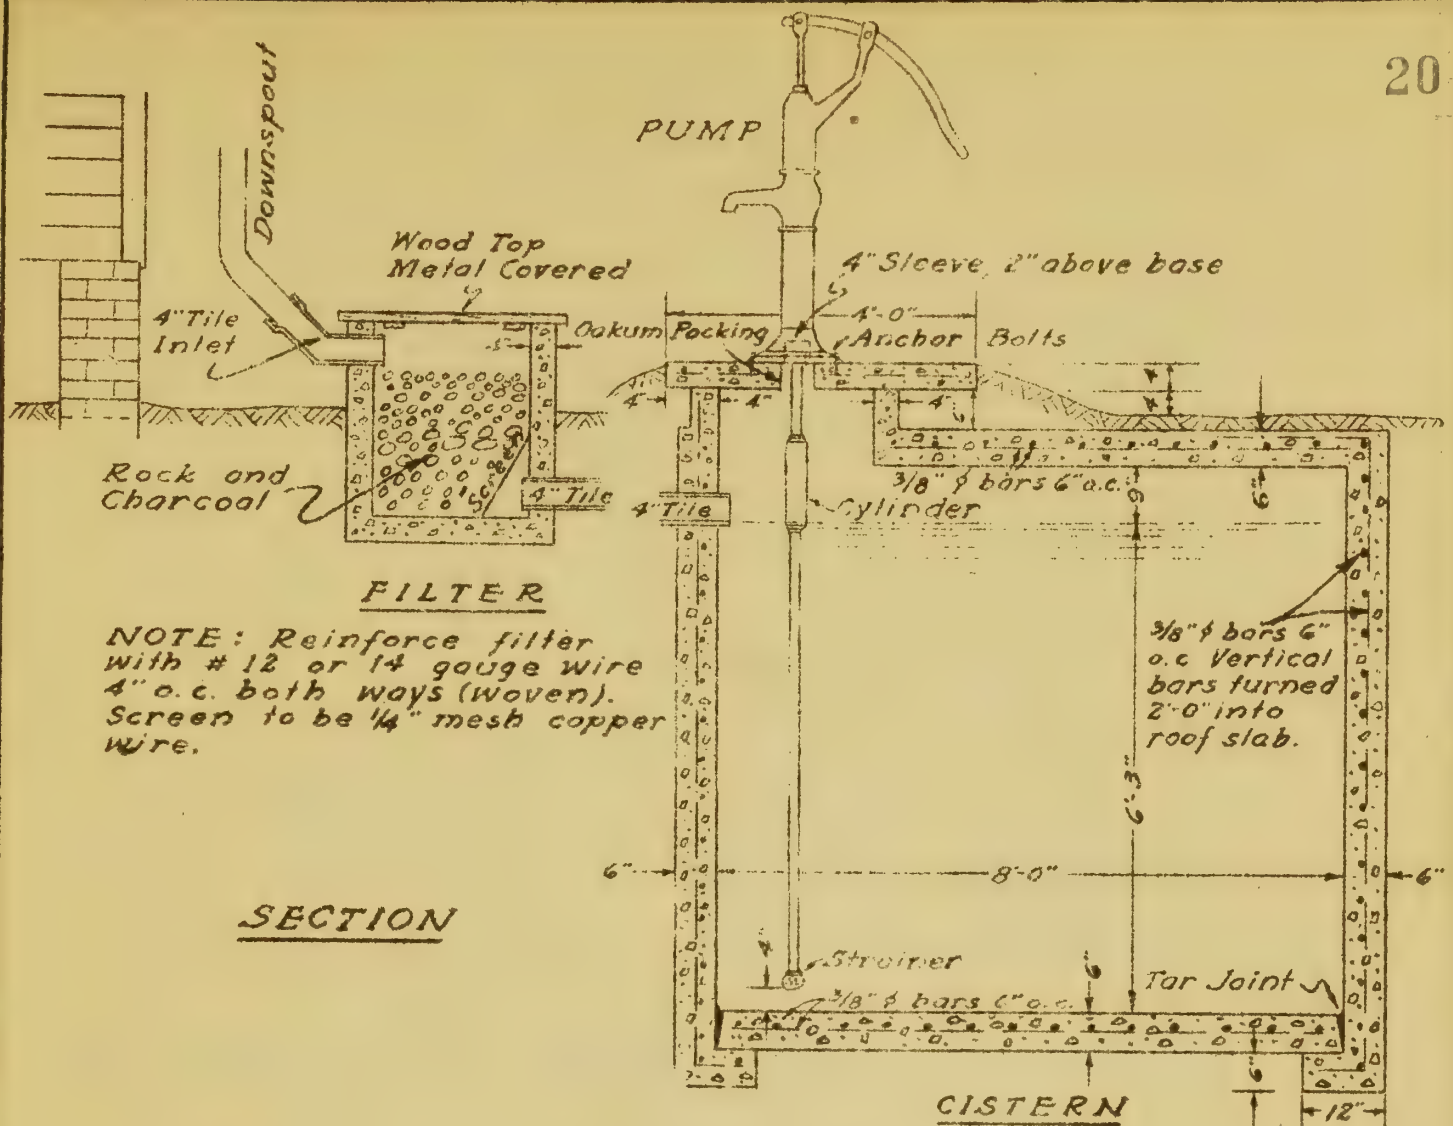 20
PUMP
Downspout
Wood Top
Metal Covered
4" Sleeve, 2" above base
4'-0"
4" Tile
Inlet
Oakum Packing
Anchor Bolts
4"
4"
4"
4
4
Rock and
Charcoal
Screen
4" Tile
4" Tile
3/8" ϕ bars 6" o.c.
Cylinder
9"
6"
FILTER
NOTE: Reinforce filter
with # 12 or 14 gauge wire
4" o.c. both ways (woven).
Screen to be 1/4" mesh copper
wire.
3/8" ϕ bars 6"
o.c Vertical
bars turned
2'-0" into
roof slab.
6'-3"
6"
8'-0"
6"
SECTION
4"
Strainer
6"
Tar Joint
3/8" ϕ bars 6" o.c.
6"
CISTERN
12"